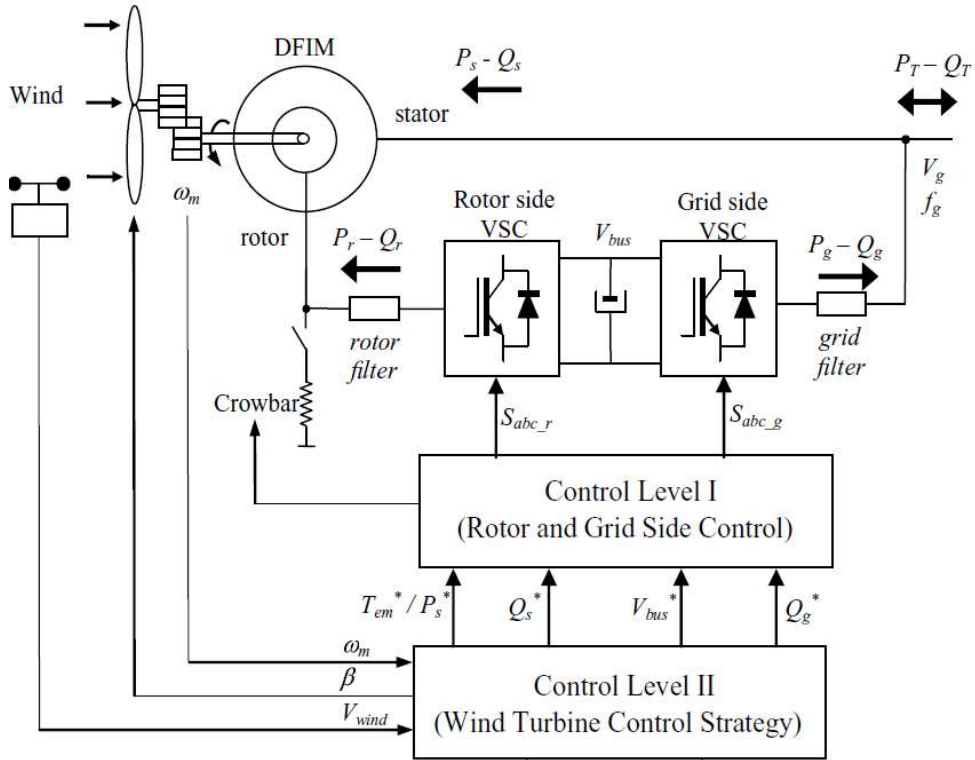 DFIM
P_s - Q_s
P_T – Q_T
Wind
stator
ω_m
V_g
f_g
rotor
Rotor side
VSC
Grid side
VSC
V_bus
P_r – Q_r
P_g – Q_g
rotor
filter
grid
filter
Crowbar
S_abc_r
S_abc_g
Control Level I
(Rotor and Grid Side Control)
T_em* / P_s*
Q_s*
V_bus*
Q_g*
ω_m
β
V_wind
Control Level II
(Wind Turbine Control Strategy)